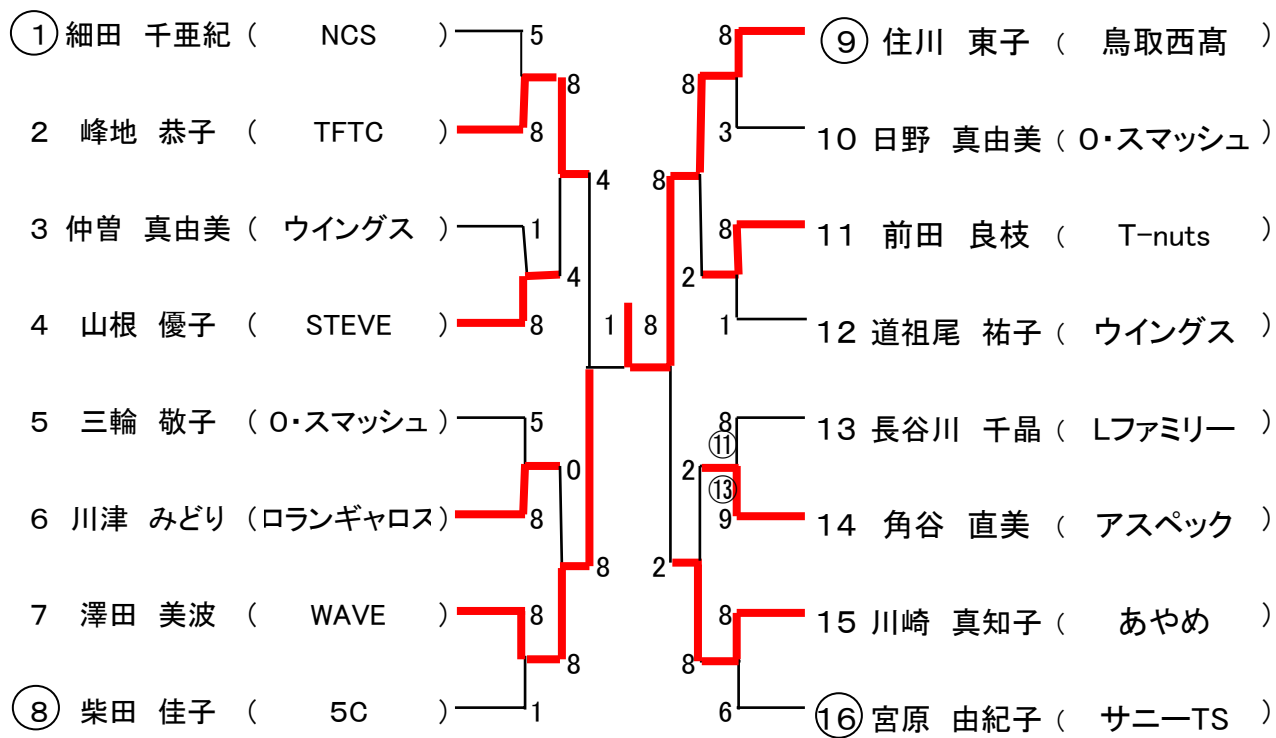 ① 細田 千亜紀 ( NCS ) 5
8
2 峰地 恭子 ( TFTC ) 8
4
3 仲曽 真由美 ( ウイングス ) 1
4
4 山根 優子 ( STEVE ) 8
1
5 三輪 敬子 ( O・スマッシュ ) 5
0
6 川津 みどり (ロランギャロス) 8
8
7 澤田 美波 ( WAVE ) 8
8
⑧ 柴田 佳子 ( 5C ) 1
8 ⑨ 住川 東子 ( 鳥取西髙 )
8
3 10 日野 真由美 ( O・スマッシュ )
8
8 11 前田 良枝 ( T-nuts )
2
1 12 道祖尾 祐子 ( ウイングス )
8
8 13 長谷川 千晶 ( Lファミリー )
⑪
2
⑬
9 14 角谷 直美 ( アスペック )
2
8 15 川崎 真知子 ( あやめ )
8
6 ⑯ 宮原 由紀子 ( サニーTS )